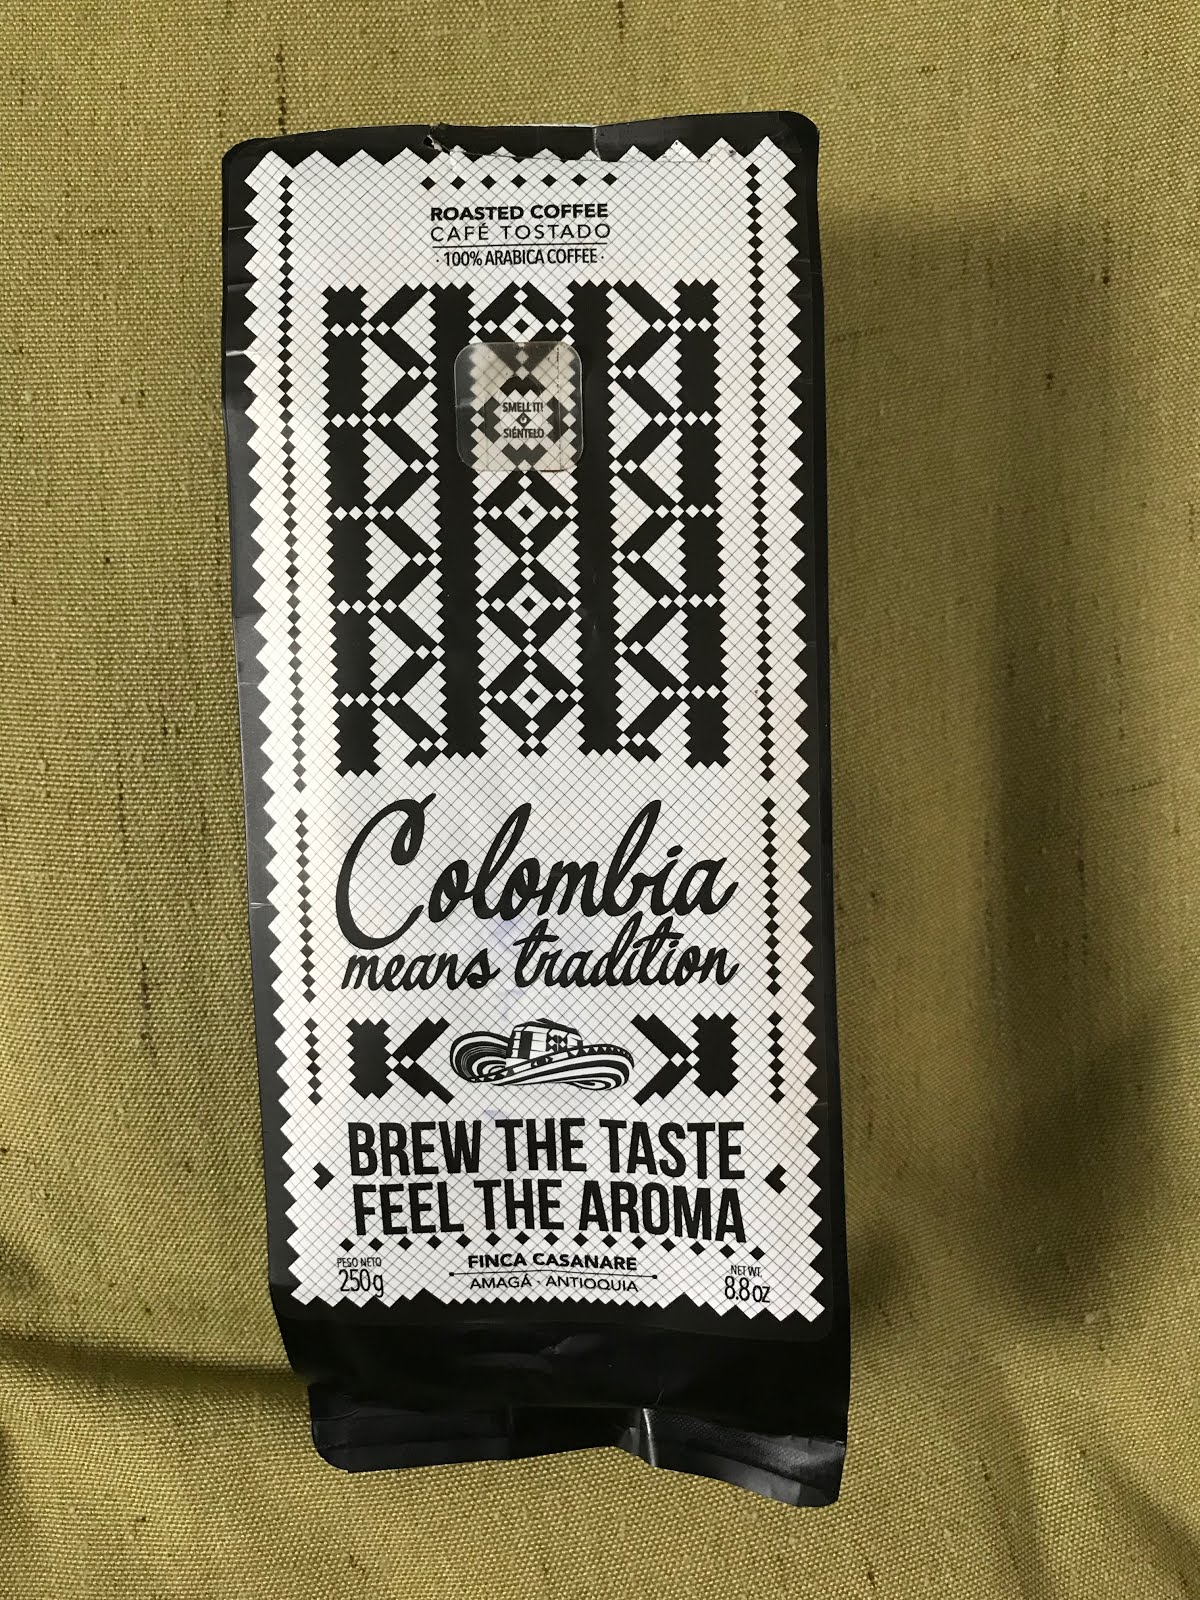 ROASTED COFFEE
CAFÉ TOSTADO
· 100% ARABICA COFFEE ·
SMELL IT!
SIÉNTELO
Colombia
means tradition
BREW THE TASTE
FEEL THE AROMA
PESO NETO
250g
FINCA CASANARE
AMAGÁ · ANTIOQUIA
NET WT.
8.8 oz